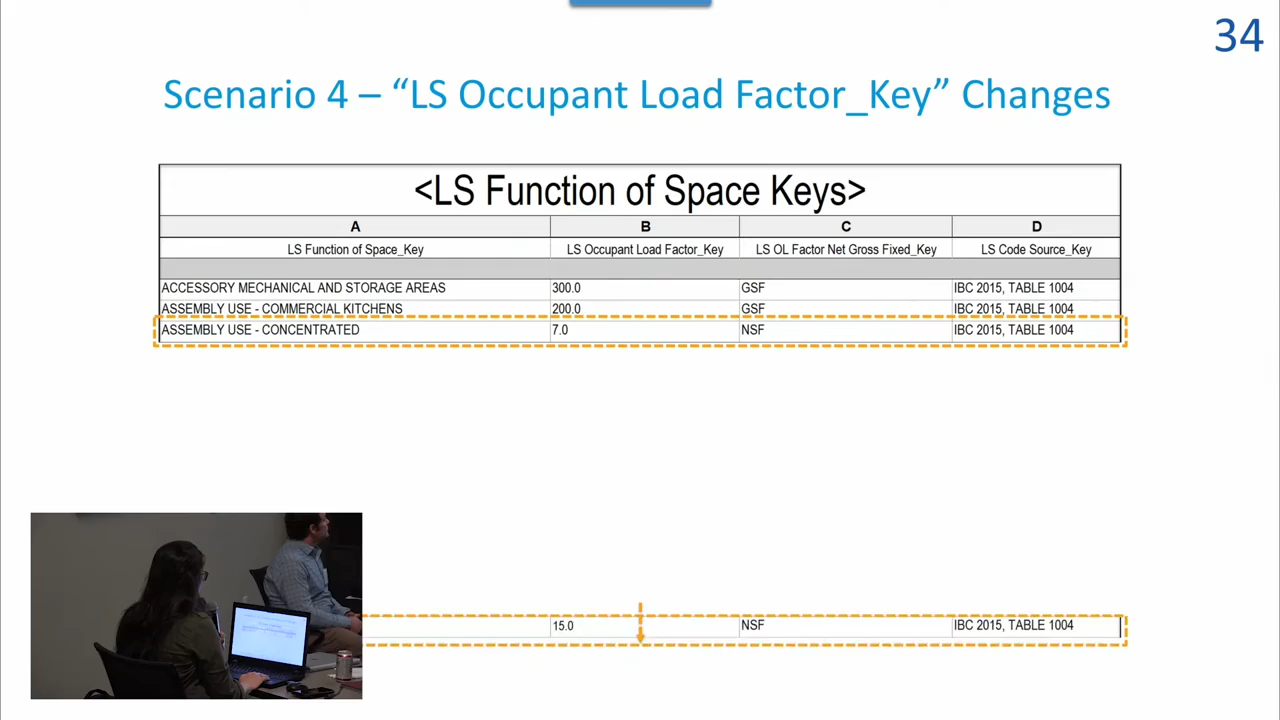 34
Scenario 4 – “LS Occupant Load Factor_Key” Changes
<LS Function of Space Keys>
A B C D
LS Function of Space_Key LS Occupant Load Factor_Key LS OL Factor Net Gross Fixed_Key LS Code Source_Key
ACCESSORY MECHANICAL AND STORAGE AREAS 300.0 GSF IBC 2015, TABLE 1004
ASSEMBLY USE - COMMERCIAL KITCHENS 200.0 GSF IBC 2015, TABLE 1004
ASSEMBLY USE - CONCENTRATED 7.0 NSF IBC 2015, TABLE 1004
15.0 NSF IBC 2015, TABLE 1004